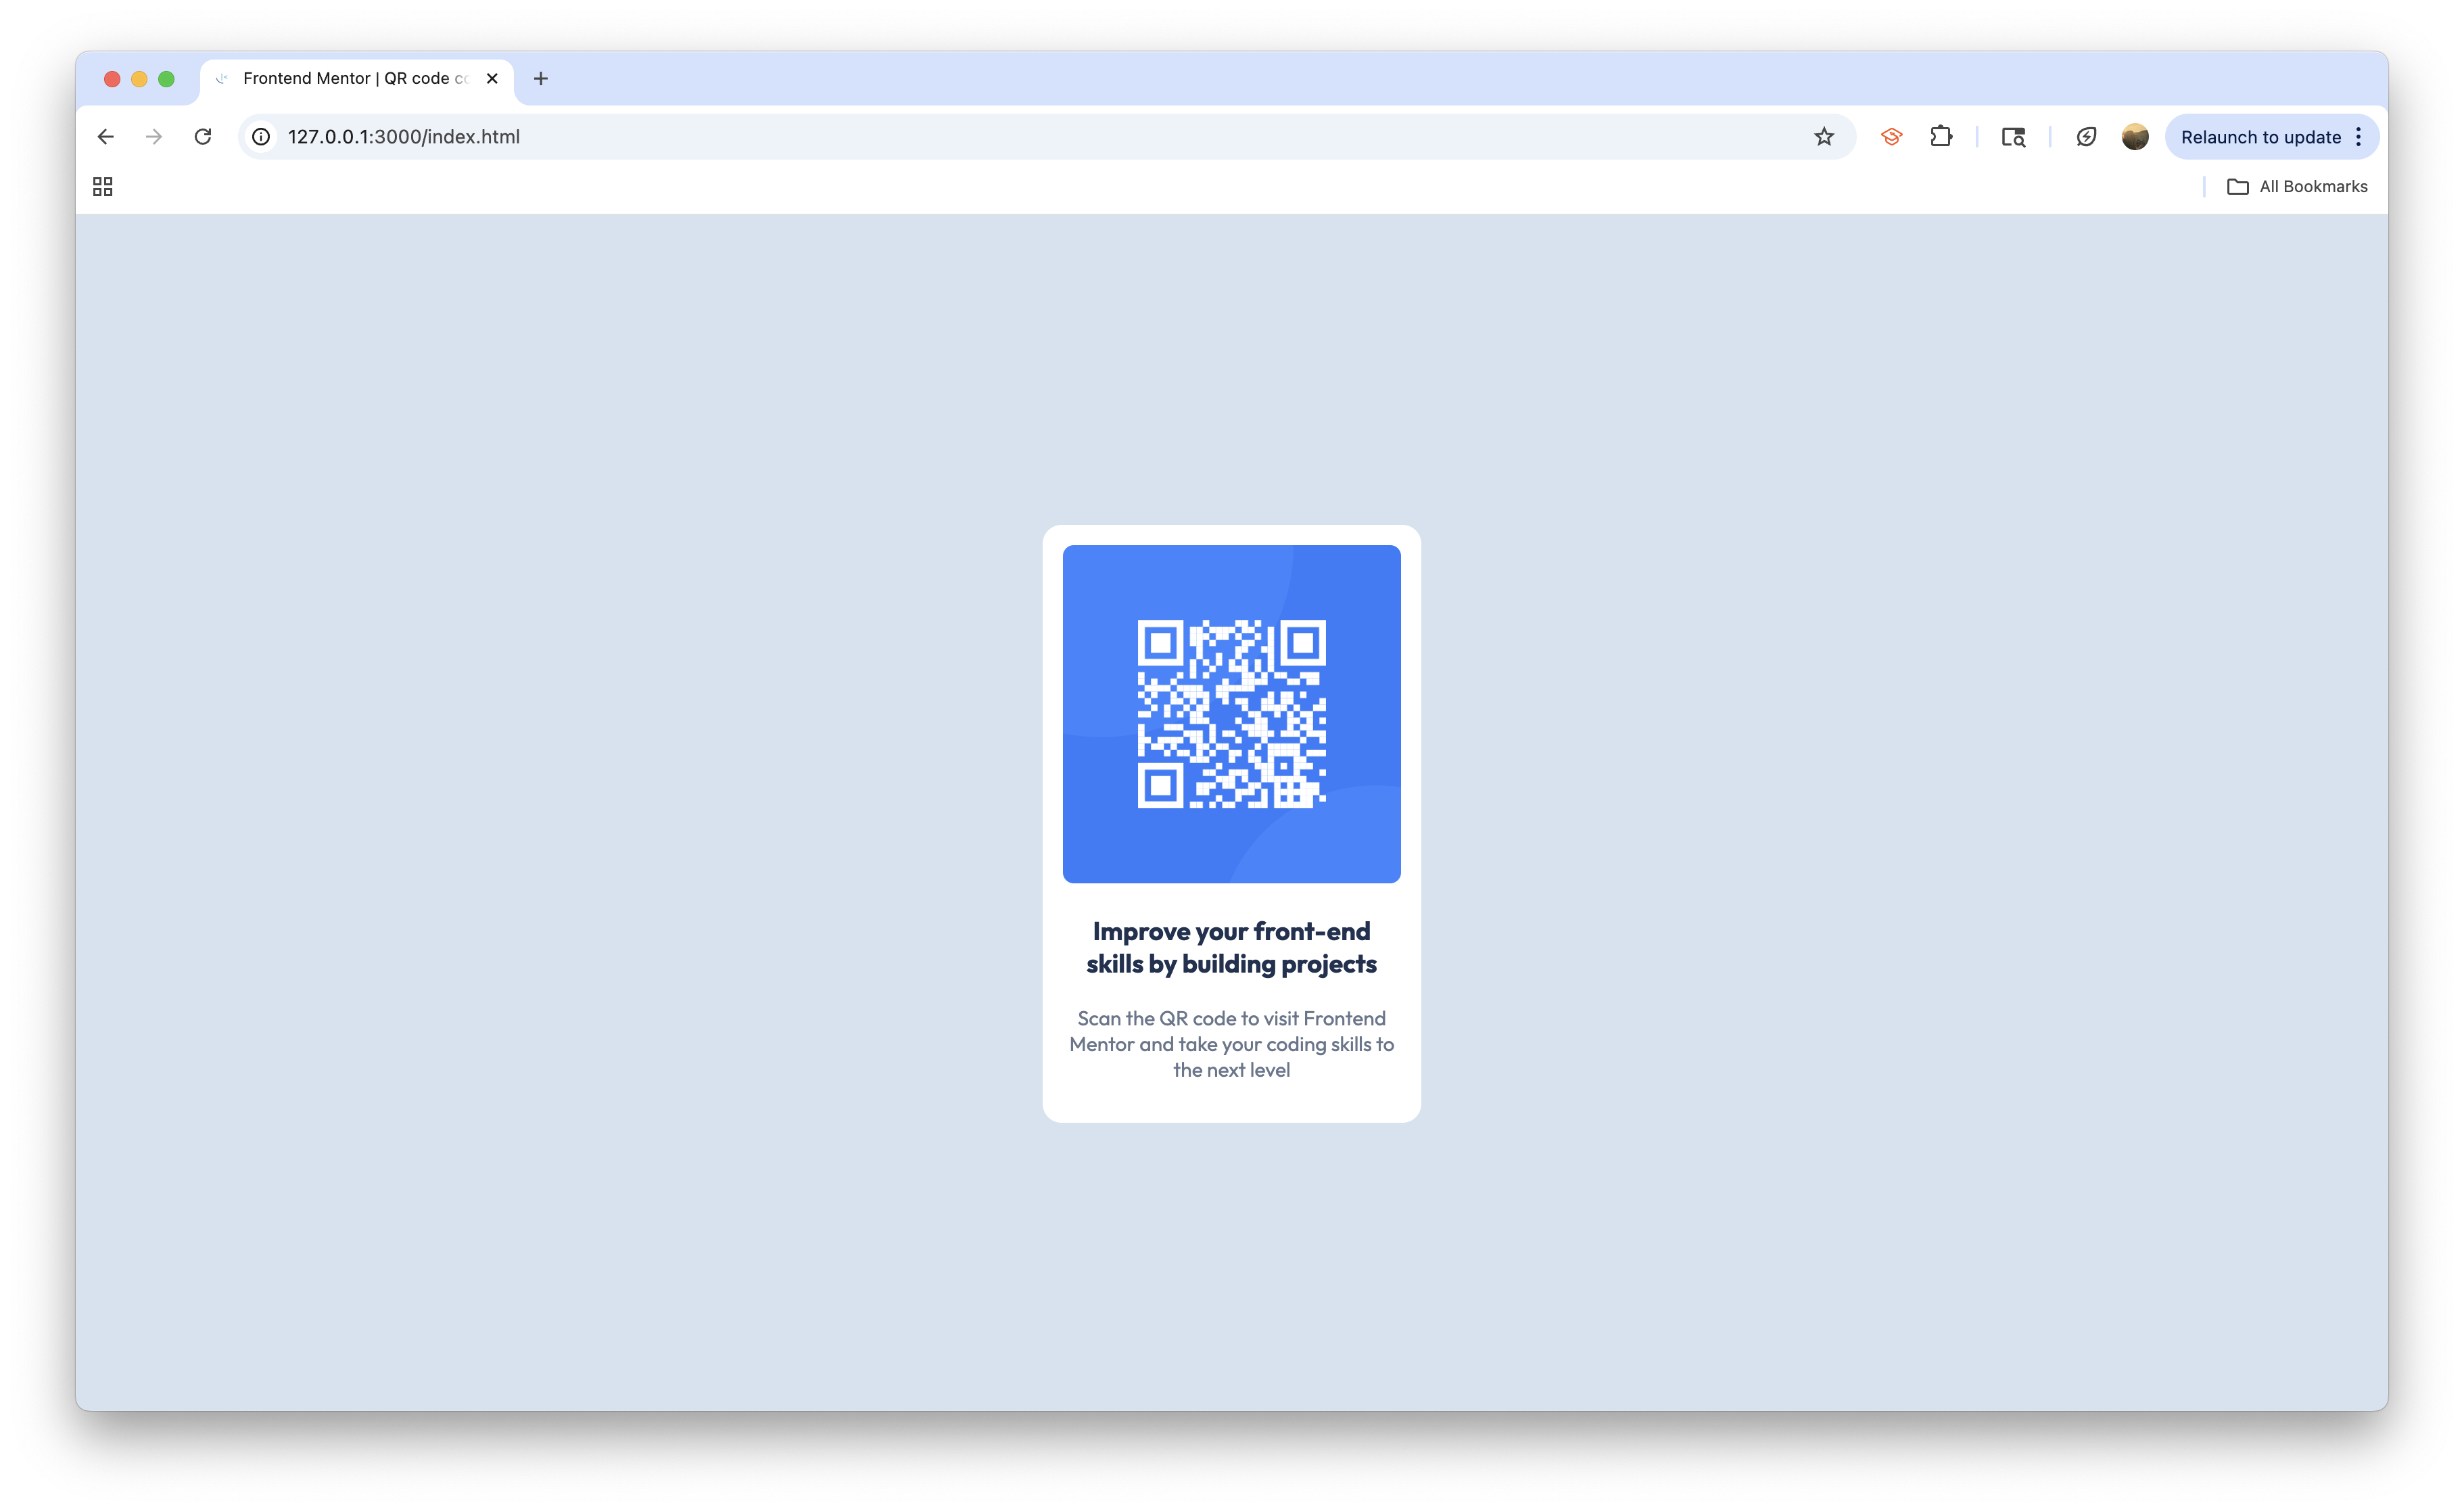 Frontend Mentor | QR code
127.0.0.1:3000/index.html
Relaunch to update
All Bookmarks
Improve your front-end
skills by building projects
Scan the QR code to visit Frontend
Mentor and take your coding skills to
the next level